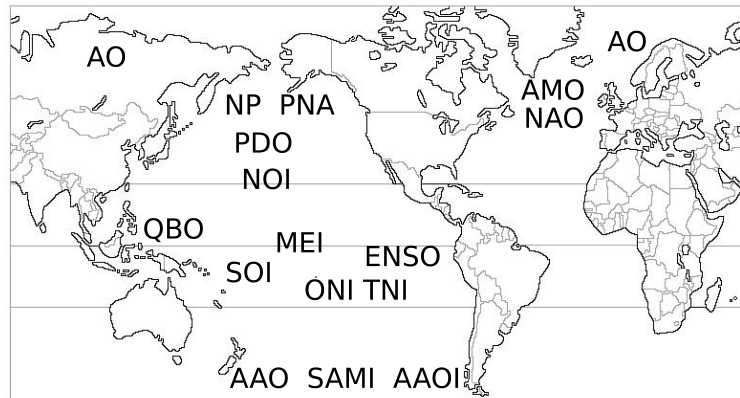 AO
AO
AMO
NP PNA
NAO
PDO
NOI
QBO
MEI
ENSO
SOI
ONI TNI
AAO SAMI AAOI